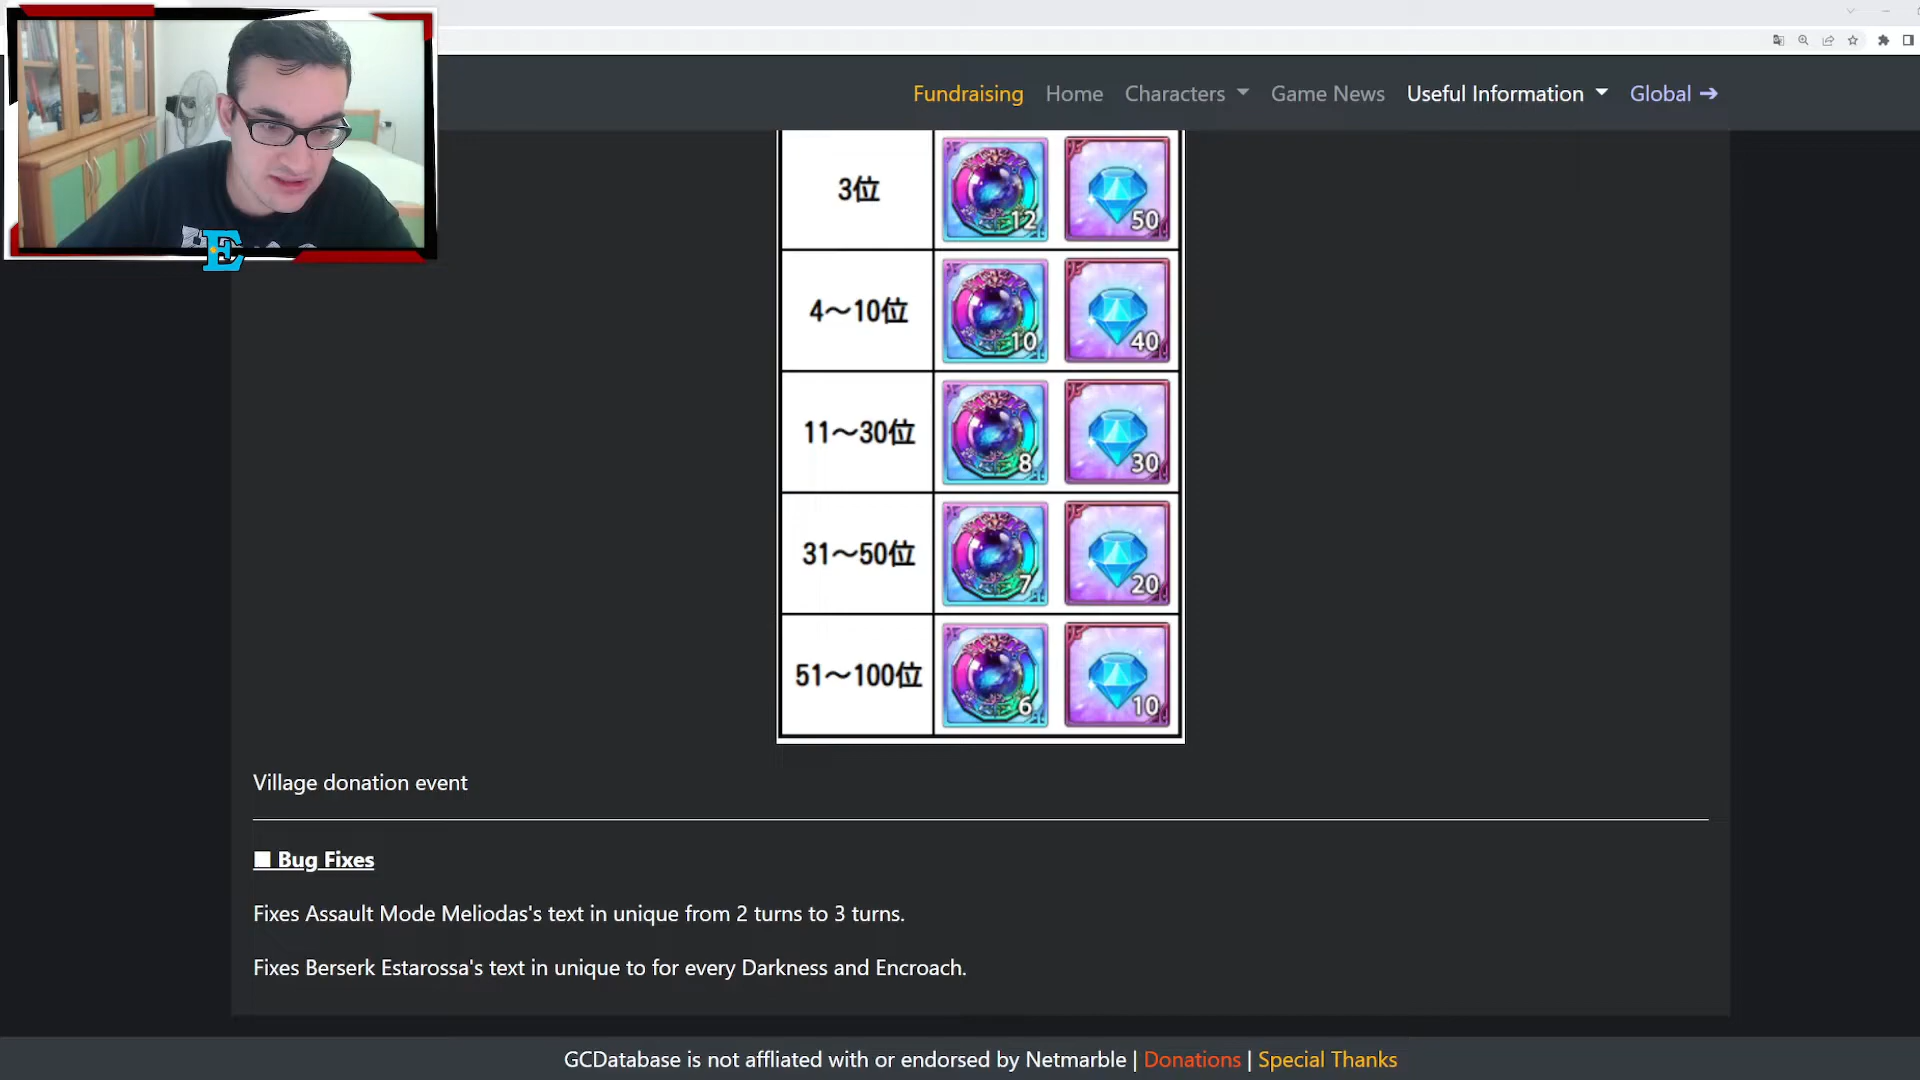 Fundraising Home Characters Game News Useful Information Global →
3位 12 50
4～10位 10 40
11～30位 8 30
31～50位 7 20
51～100位 6 10
E
Village donation event
■ Bug Fixes
Fixes Assault Mode Meliodas's text in unique from 2 turns to 3 turns.
Fixes Berserk Estarossa's text in unique to for every Darkness and Encroach.
GCDatabase is not affliated with or endorsed by Netmarble | Donations | Special Thanks